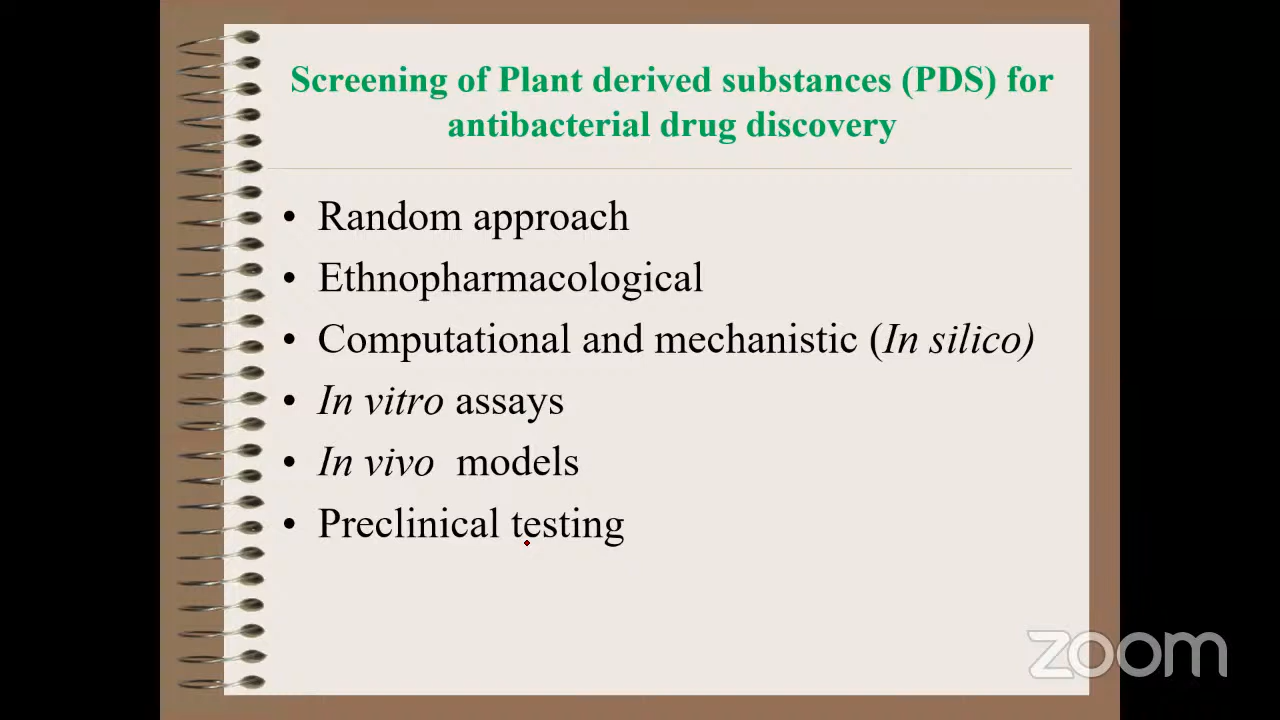 Screening of Plant derived substances (PDS) for
antibacterial drug discovery
• Random approach
• Ethnopharmacological
• Computational and mechanistic (In silico)
• In vitro assays
• In vivo models
• Preclinical testing
zoom